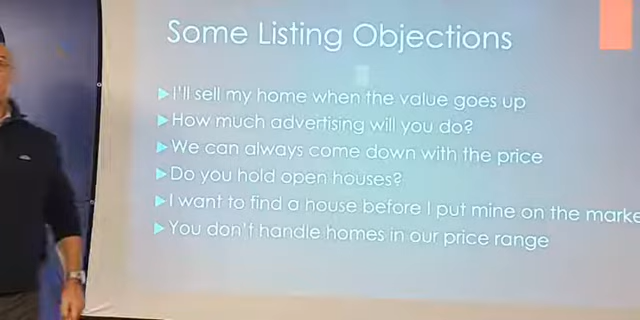 Some Listing Objections
I'll sell my home when the value goes up
How much advertising will you do?
We can always come down with the price
Do you hold open houses?
I want to find a house before I put mine on the marke
You don't handle homes in our price range